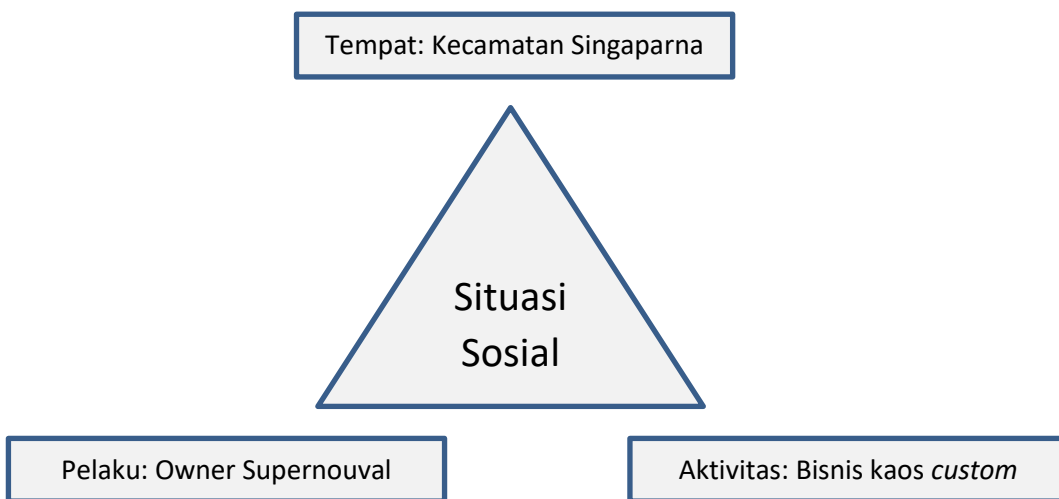 Tempat: Kecamatan Singaparna
Situasi
Sosial
Pelaku: Owner Supernouval
Aktivitas: Bisnis kaos custom